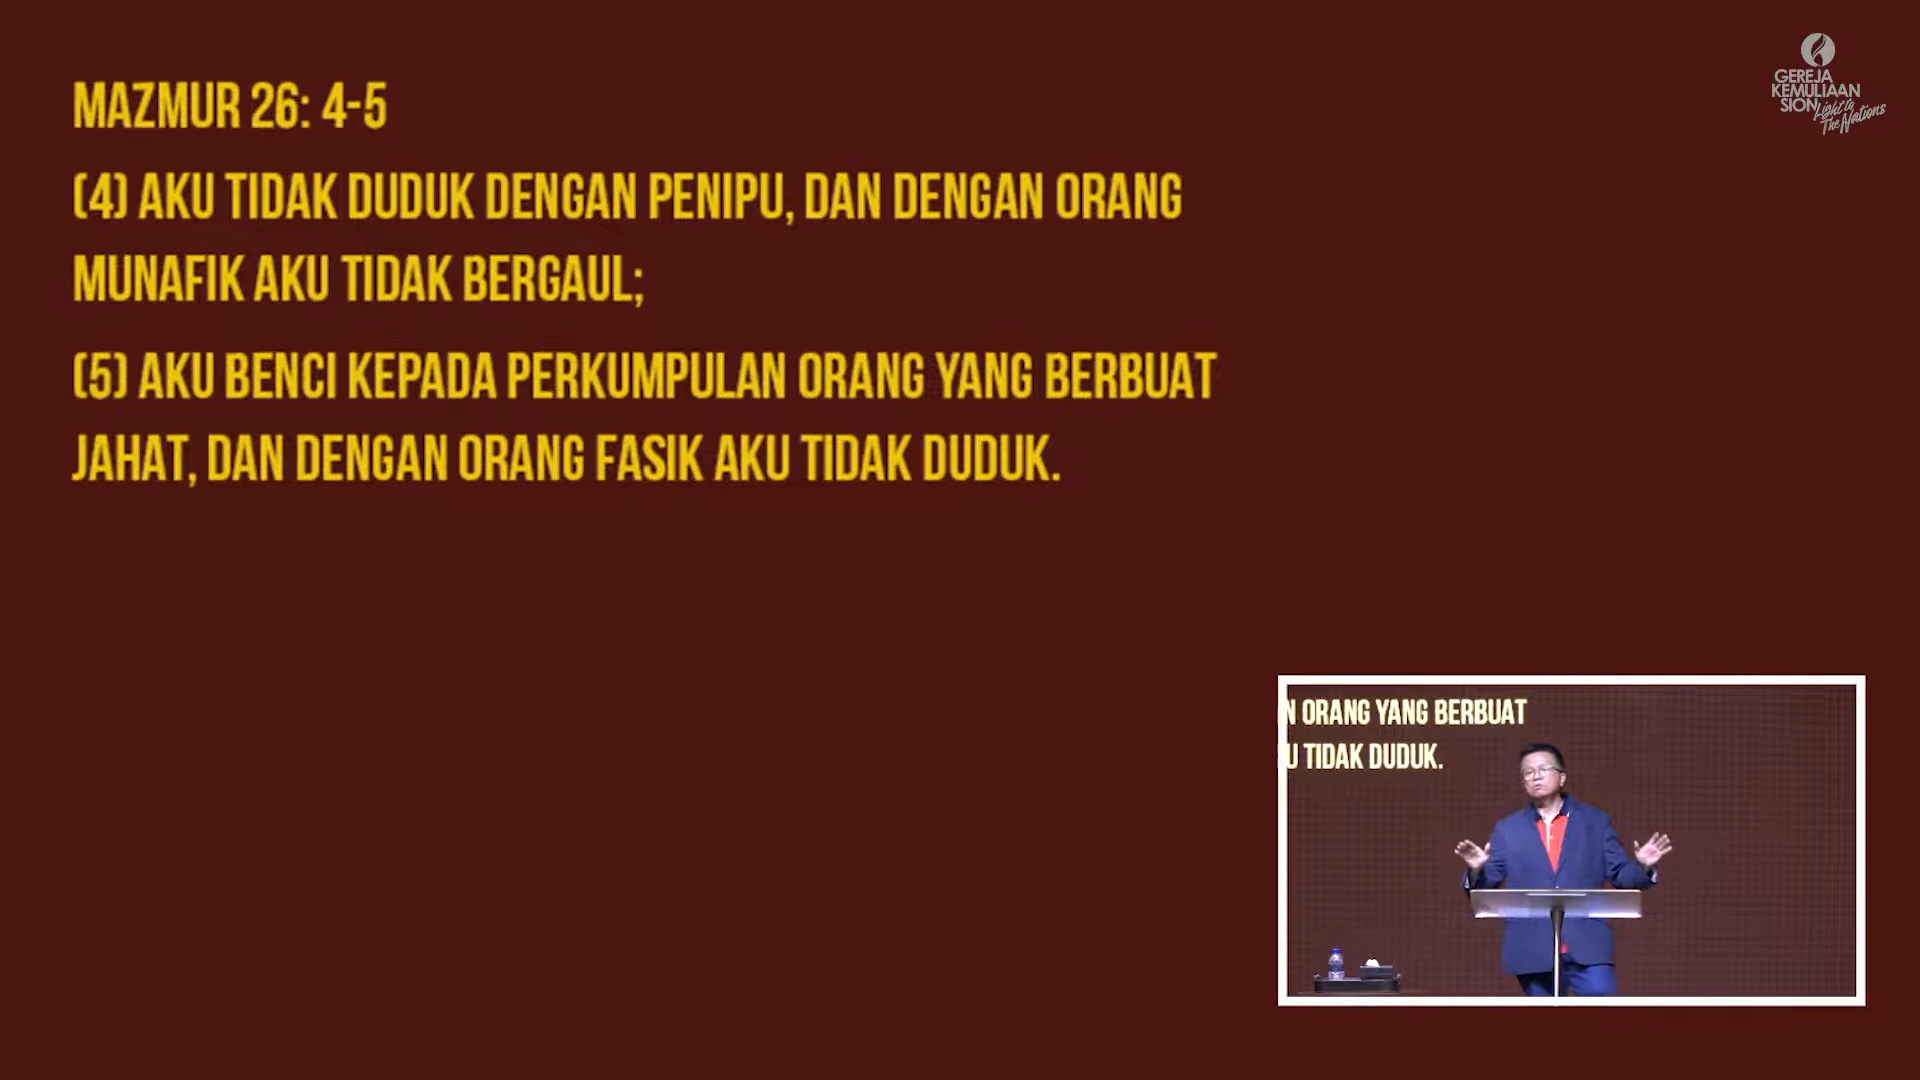 MAZMUR 26: 4-5
(4) AKU TIDAK DUDUK DENGAN PENIPU, DAN DENGAN ORANG
MUNAFIK AKU TIDAK BERGAUL;
(5) AKU BENCI KEPADA PERKUMPULAN ORANG YANG BERBUAT
JAHAT, DAN DENGAN ORANG FASIK AKU TIDAK DUDUK.
GEREJA
KEMULIAAN
SION Light to
The Nations
N ORANG YANG BERBUAT
U TIDAK DUDUK.